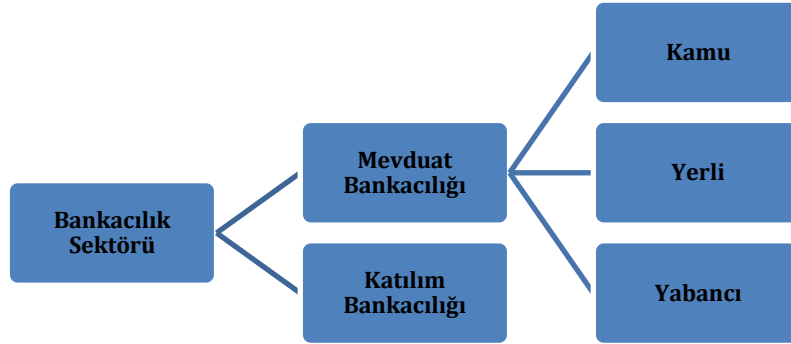 Bankacılık
Sektörü
Mevduat
Bankacılığı
Katılım
Bankacılığı
Kamu
Yerli
Yabancı